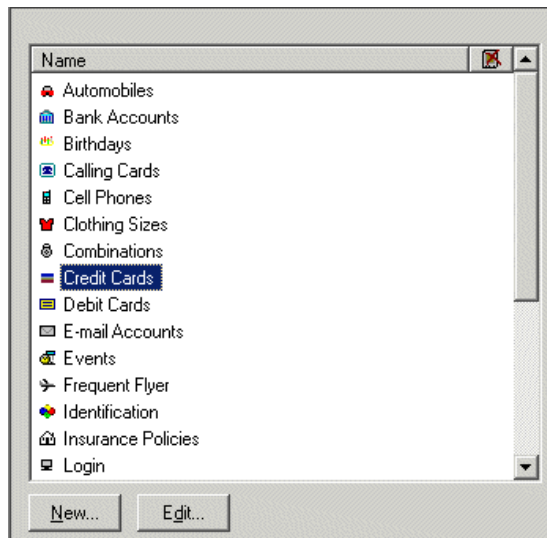 Name
Automobiles
Bank Accounts
Birthdays
Calling Cards
Cell Phones
Clothing Sizes
Combinations
Credit Cards
Debit Cards
E-mail Accounts
Events
Frequent Flyer
Identification
Insurance Policies
Login
New... Edit...